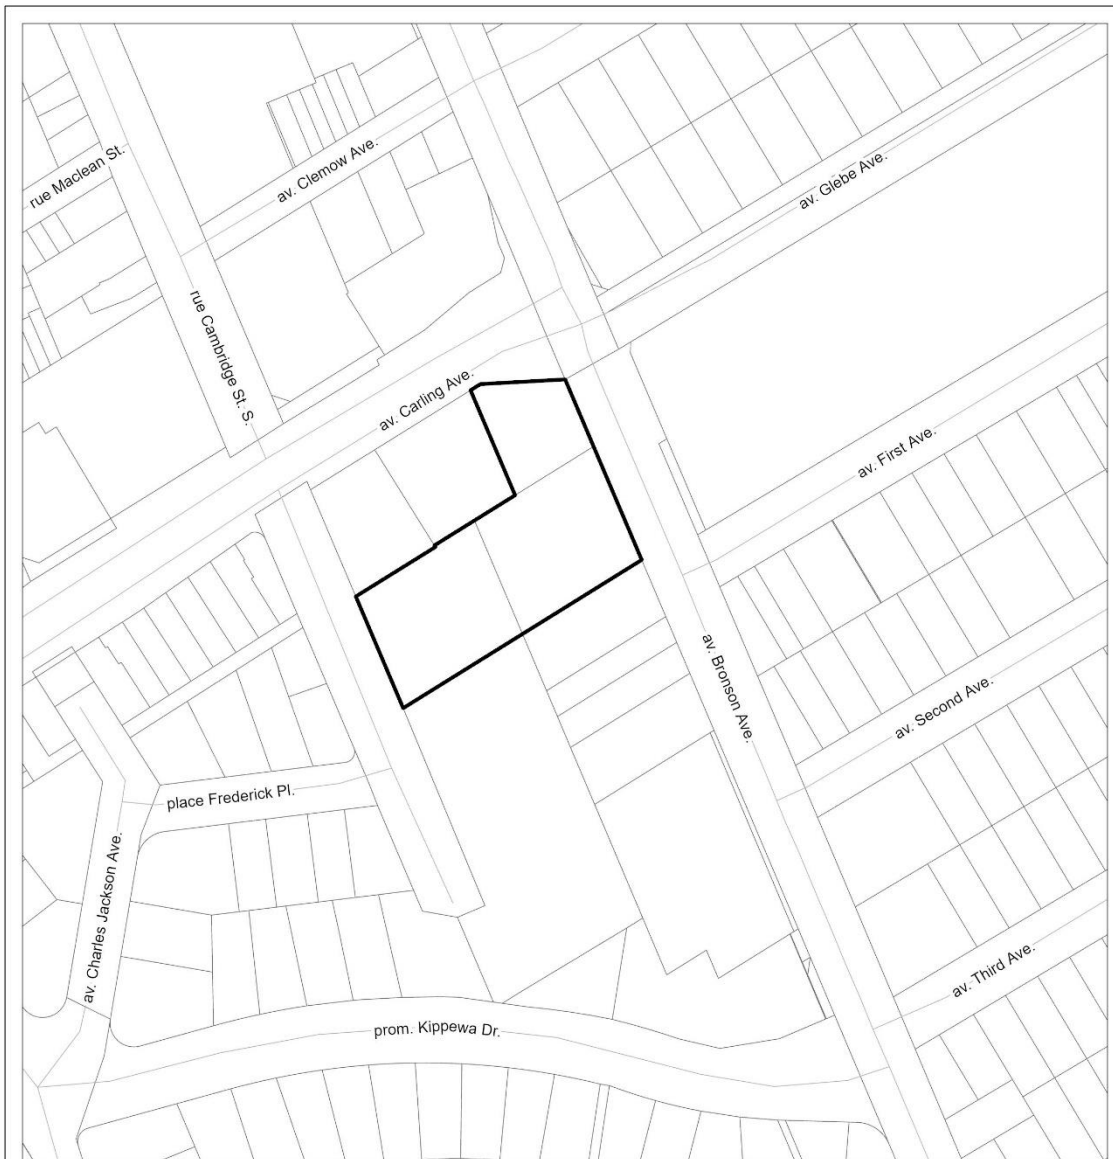 rue Maclean St.
av. Clemow Ave.
av. Glebe Ave.
rue Cambridge St. S.
av. Carling Ave.
av. First Ave.
av. Bronson Ave.
av. Second Ave.
place Frederick Pl.
av. Charles Jackson Ave.
av. Third Ave.
prom. Kippewa Dr.